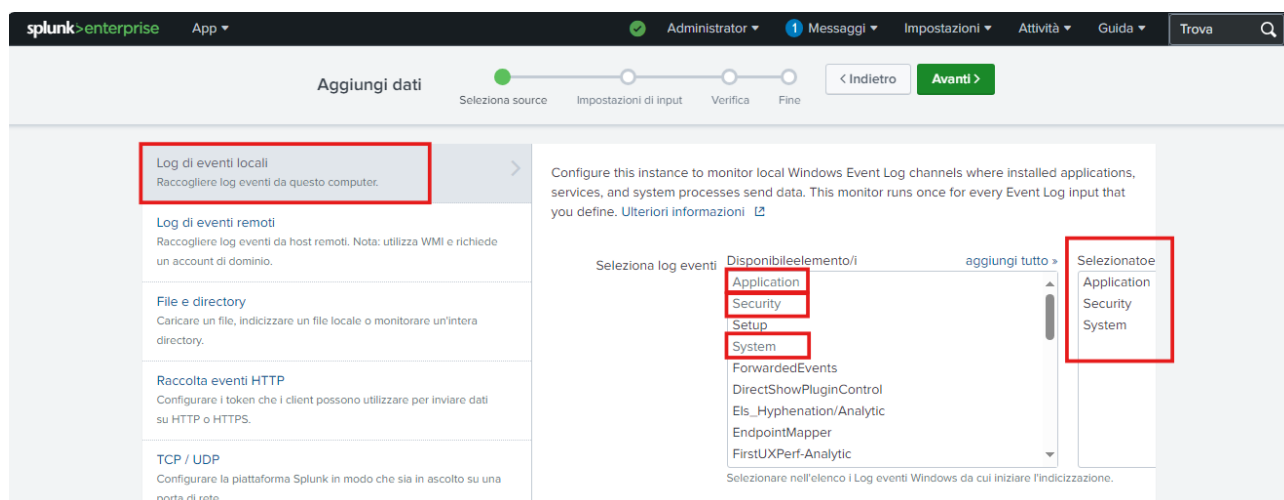 splunk>enterprise App Administrator 1 Messaggi Impostazioni Attività Guida Trova
Aggiungi dati Seleziona source Impostazioni di input Verifica Fine < Indietro Avanti >
Log di eventi locali
Raccogliere log eventi da questo computer.
Log di eventi remoti
Raccogliere log eventi da host remoti. Nota: utilizza WMI e richiede
un account di dominio.
File e directory
Caricare un file, indicizzare un file locale o monitorare un'intera
directory.
Raccolta eventi HTTP
Configurare i token che i client possono utilizzare per inviare dati
su HTTP o HTTPS.
TCP / UDP
Configurare la piattaforma Splunk in modo che sia in ascolto su una
porta di rete.
Configure this instance to monitor local Windows Event Log channels where installed applications,
services, and system processes send data. This monitor runs once for every Event Log input that
you define. Ulteriori informazioni
Seleziona log eventi
Disponibileelemento/i aggiungi tutto »
Application
Security
Setup
System
ForwardedEvents
DirectShowPluginControl
Els_Hyphenation/Analytic
EndpointMapper
FirstUXPerf-Analytic
Selezionatoe
Application
Security
System
Selezionare nell'elenco i Log eventi Windows da cui iniziare l'indicizzazione.